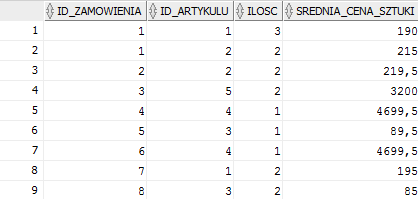 ID_ZAMOWIENIA ID_ARTYKULU ILOSC SREDNIA_CENA_SZTUKI
1 1 1 3 190
2 1 2 2 215
3 2 2 2 219,5
4 3 5 2 3200
5 4 4 1 4699,5
6 5 3 1 89,5
7 6 4 1 4699,5
8 7 1 2 195
9 8 3 2 85